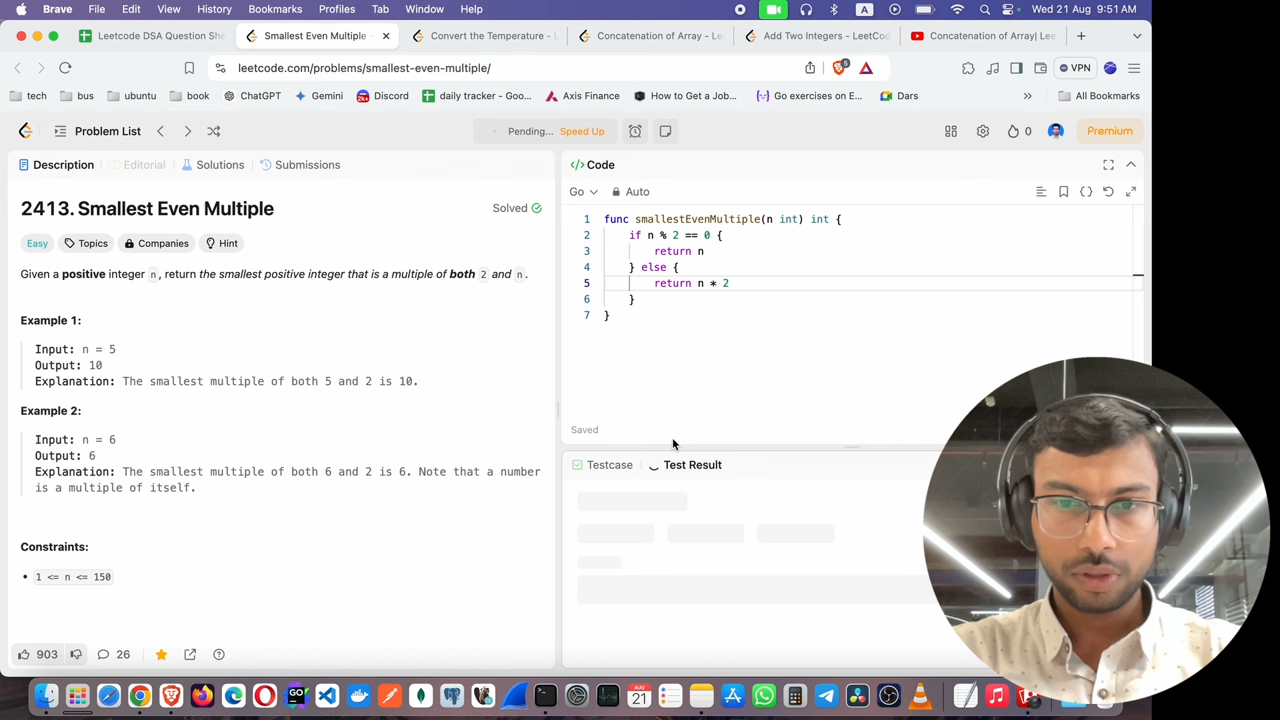 Brave File Edit View History Bookmarks Profiles Tab Window Help A Wed 21 Aug 9:51 AM
Leetcode DSA Question She Smallest Even Multiple - Convert the Temperature - L Concatenation of Array - Le Add Two Integers - LeetCod Concatenation of Array| Lee
leetcode.com/problems/smallest-even-multiple/ VPN
tech bus ubuntu book ChatGPT Gemini Discord daily tracker - Goo... Axis Finance How to Get a Job... Go exercises on E... Dars » All Bookmarks
Problem List Pending... Speed Up 0 Premium
Description Editorial Solutions Submissions
2413. Smallest Even Multiple
Solved
Easy Topics Companies Hint
Given a positive integer n, return the smallest positive integer that is a multiple of both 2 and n.
Example 1:
Input: n = 5
Output: 10
Explanation: The smallest multiple of both 5 and 2 is 10.
Example 2:
Input: n = 6
Output: 6
Explanation: The smallest multiple of both 6 and 2 is 6. Note that a number
is a multiple of itself.
Constraints:
1 <= n <= 150
903 26
</> Code
Go Auto
1 func smallestEvenMultiple(n int) int {
2 if n % 2 == 0 {
3 return n
4 } else {
5 return n * 2
6 }
7 }
Saved
Testcase Test Result
GO
AUG
21